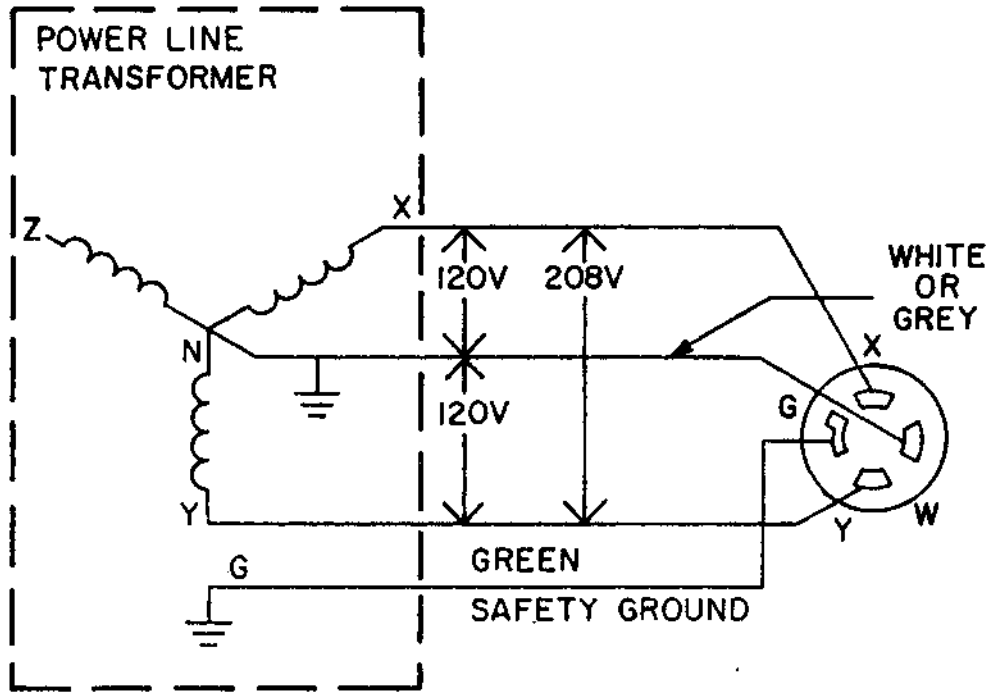 POWER LINE
TRANSFORMER
Z
X
120V
208V
WHITE
OR
GREY
N
X
120V
G
Y
W
Y
G
GREEN
SAFETY GROUND